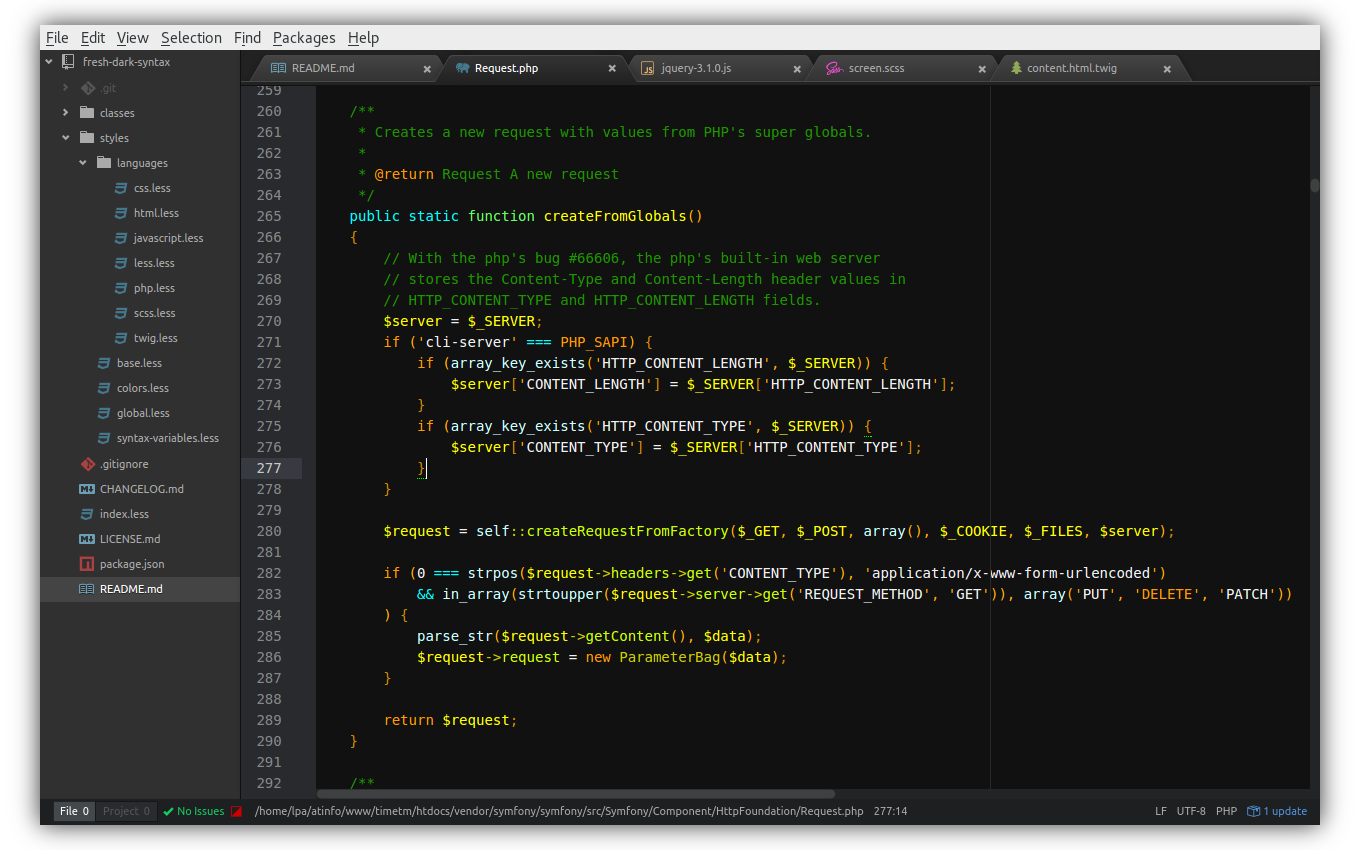 File Edit View Selection Find Packages Help
fresh-dark-syntax
.git
classes
styles
languages
css.less
html.less
javascript.less
less.less
php.less
scss.less
twig.less
base.less
colors.less
global.less
syntax-variables.less
.gitignore
CHANGELOG.md
index.less
LICENSE.md
package.json
README.md
README.md Request.php jquery-3.1.0.js screen.scss content.html.twig
259
260 /**
261 * Creates a new request with values from PHP's super globals.
262 *
263 * @return Request A new request
264 */
265 public static function createFromGlobals()
266 {
267 // With the php's bug #66606, the php's built-in web server
268 // stores the Content-Type and Content-Length header values in
269 // HTTP_CONTENT_TYPE and HTTP_CONTENT_LENGTH fields.
270 $server = $_SERVER;
271 if ('cli-server' === PHP_SAPI) {
272 if (array_key_exists('HTTP_CONTENT_LENGTH', $_SERVER)) {
273 $server['CONTENT_LENGTH'] = $_SERVER['HTTP_CONTENT_LENGTH'];
274 }
275 if (array_key_exists('HTTP_CONTENT_TYPE', $_SERVER)) {
276 $server['CONTENT_TYPE'] = $_SERVER['HTTP_CONTENT_TYPE'];
277 }
278 }
279
280 $request = self::createRequestFromFactory($_GET, $_POST, array(), $_COOKIE, $_FILES, $server);
281
282 if (0 === strpos($request->headers->get('CONTENT_TYPE'), 'application/x-www-form-urlencoded')
283 && in_array(strtoupper($request->server->get('REQUEST_METHOD', 'GET')), array('PUT', 'DELETE', 'PATCH'))
284 ) {
285 parse_str($request->getContent(), $data);
286 $request->request = new ParameterBag($data);
287 }
288
289 return $request;
290 }
291
292 /**
File 0 Project 0 No Issues /home/lpa/atinfo/www/timetm/htdocs/vendor/symfony/symfony/src/Symfony/Component/HttpFoundation/Request.php 277:14 LF UTF-8 PHP 1 update